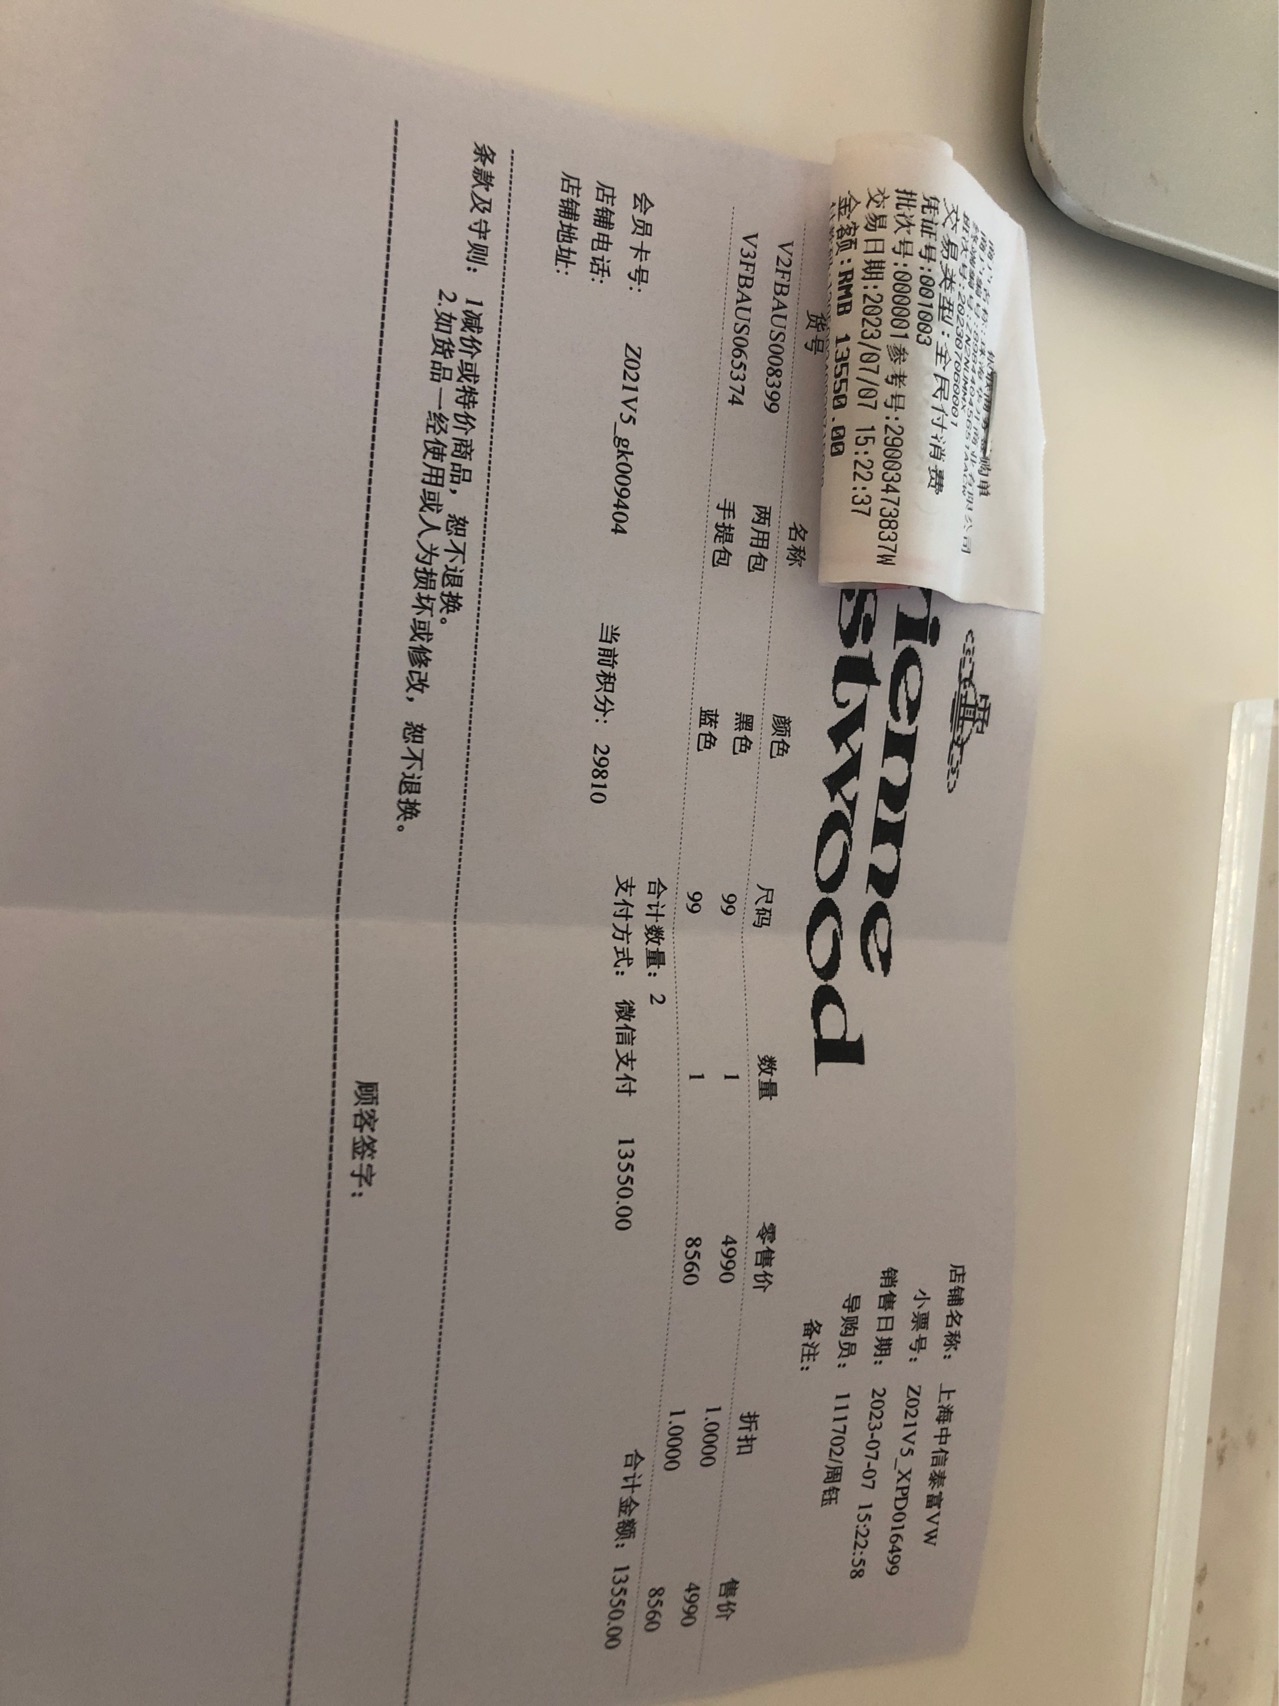 交易类型:全民付消费
凭证号:001003
批次号:000001 参考号:29003473837W
交易日期:2023/07/07 15:22:37
金额:RMB 13550.00
rienne
stwood
店铺名称: 上海中信泰富VW
小票号: Z021V5_XPD016499
销售日期: 2023-07-07 15:22:58
导购员: 111702/周钰
备注:
货号 名称 颜色 尺码 数量 零售价 折扣 售价
V2FBAUS008399 两用包 黑色 99 1 4990 1.0000 4990
V3FBAUS065374 手提包 蓝色 99 1 8560 1.0000 8560
合计数量: 2 合计金额: 13550.00
会员卡号: Z021V5_gk009404 当前积分: 29810 支付方式: 微信支付 13550.00
店铺电话:
店铺地址:
条款及守则: 1减价或特价商品, 恕不退换。
2.如货品一经使用或人为损坏或修改, 恕不退换。
顾客签字: